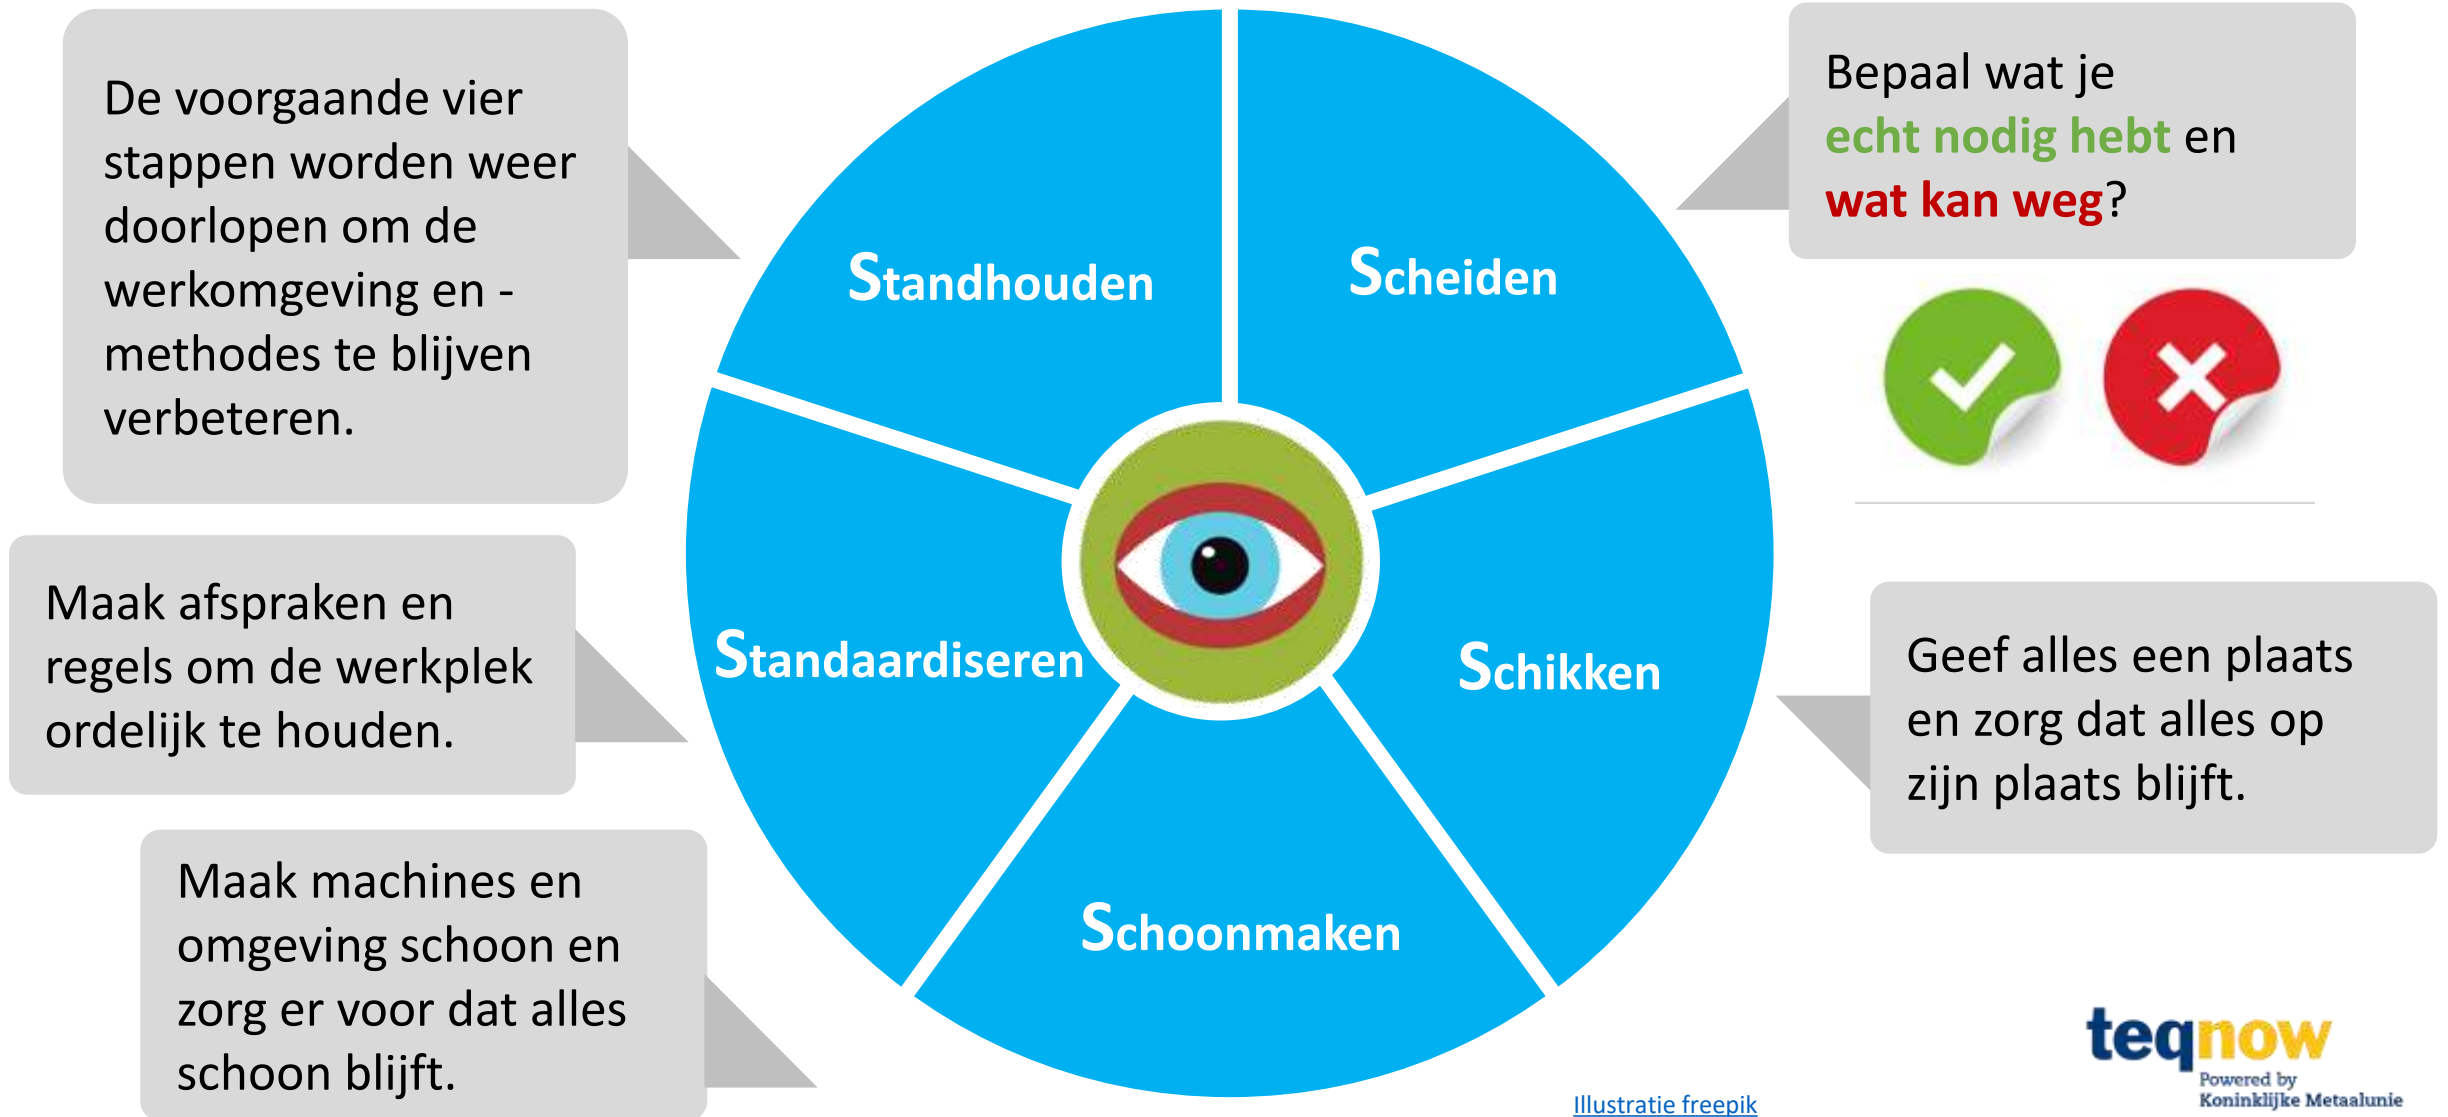 De voorgaande vier
stappen worden weer
doorlopen om de
werkomgeving en -
methodes te blijven
verbeteren.
Bepaal wat je
echt nodig hebt en
wat kan weg?
Standhouden
Scheiden
Maak afspraken en
regels om de werkplek
ordelijk te houden.
Standaardiseren
Schikken
Geef alles een plaats
en zorg dat alles op
zijn plaats blijft.
Maak machines en
omgeving schoon en
zorg er voor dat alles
schoon blijft.
Schoonmaken
Illustratie freepik
teqnow
Powered by
Koninklijke Metaalunie